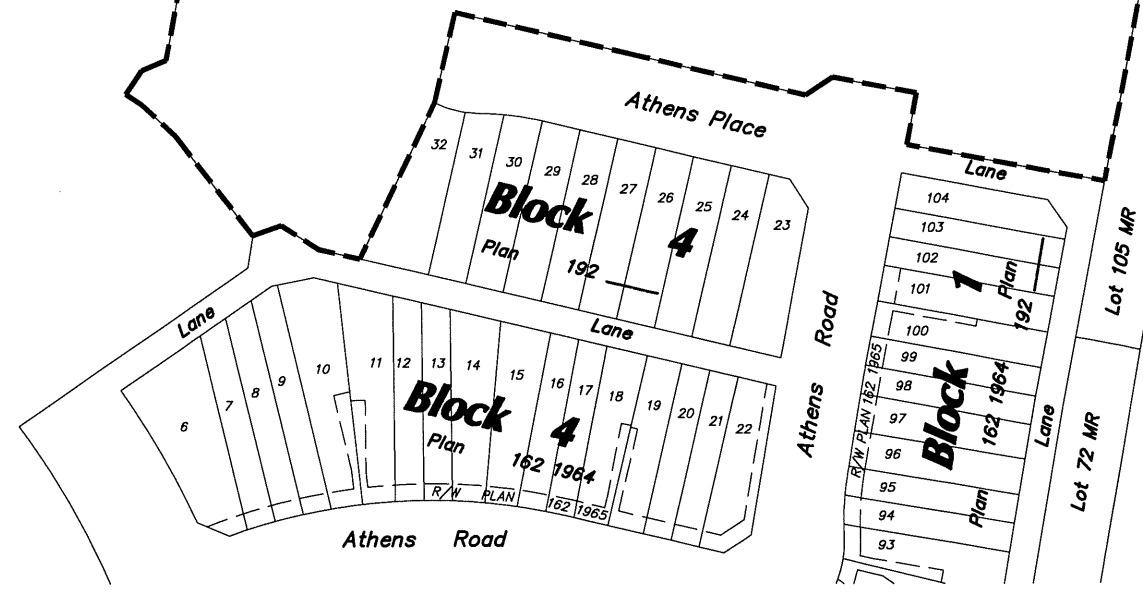 Athens Place
Lane
32
31
30
29
28
27
26
25
24
23
Block
4
Plan
192
104
103
102
101
100
99
98
97
96
95
94
93
1
Plan
192
Block
162 1964
Plan
R/W PLAN 162 1965
Lane
Lot 105 MR
Lot 72 MR
Athens Road
Lane
Lane
6
7
8
9
10
11
12
13
14
15
16
17
18
19
20
21
22
Block
4
Plan
162 1964
R/W PLAN
162 1965
Athens Road